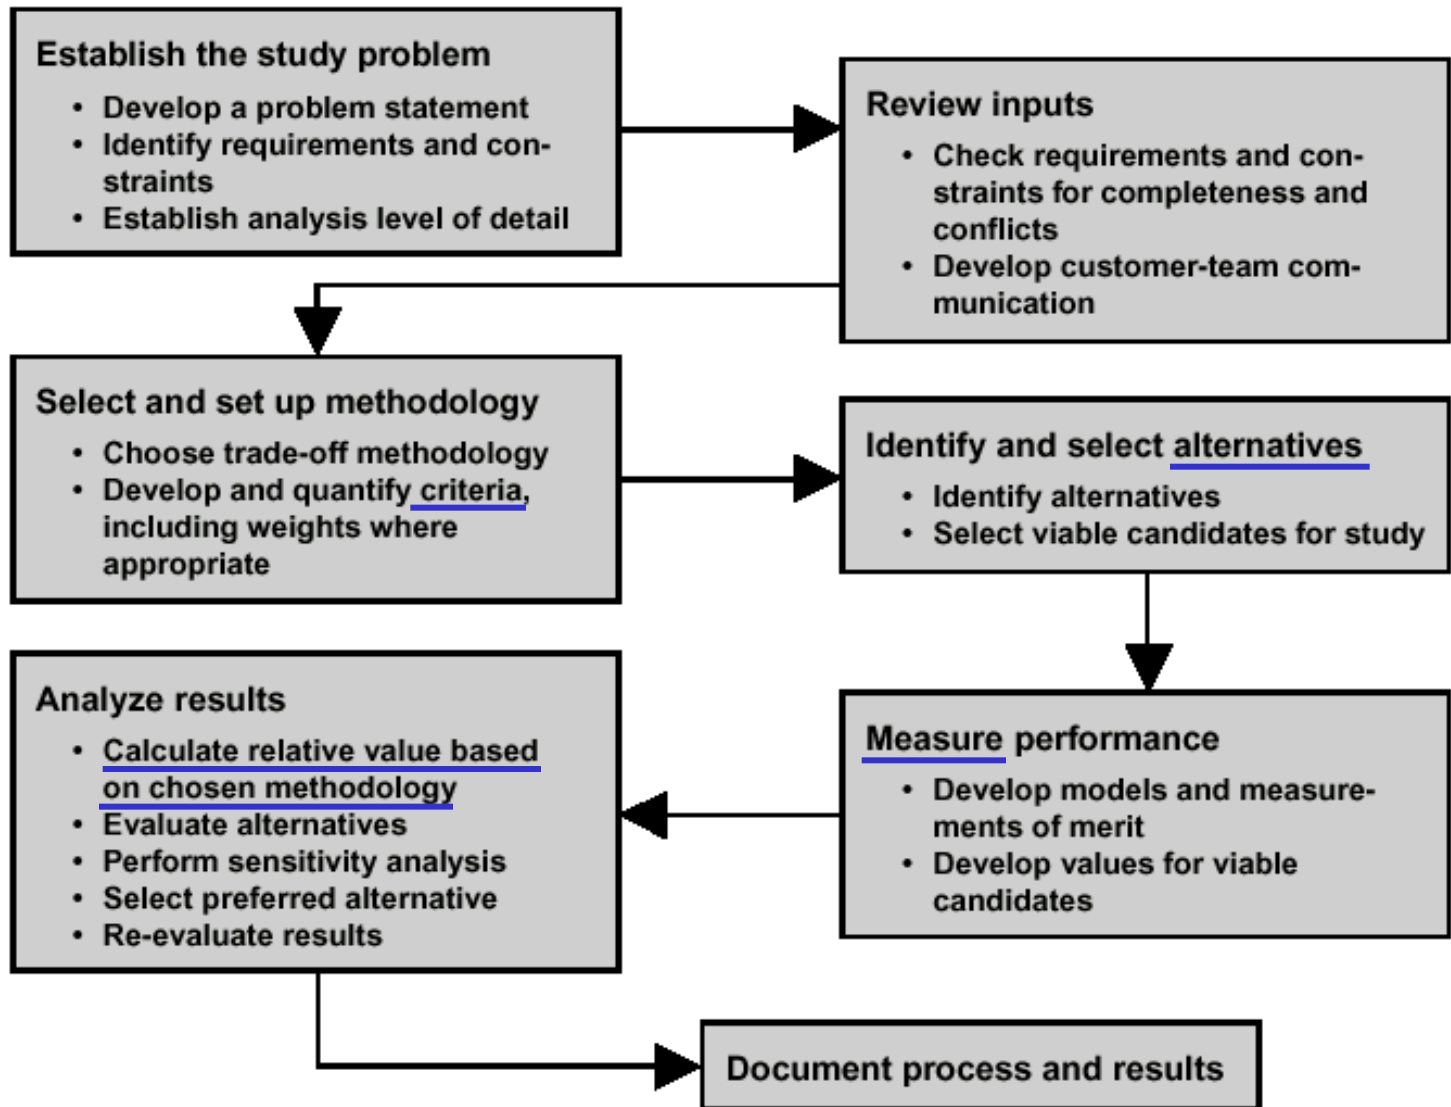 Establish the study problem
• Develop a problem statement
• Identify requirements and con-
straints
• Establish analysis level of detail
Review inputs
• Check requirements and con-
straints for completeness and
conflicts
• Develop customer-team com-
munication
Select and set up methodology
• Choose trade-off methodology
• Develop and quantify criteria,
including weights where
appropriate
Identify and select alternatives
• Identify alternatives
• Select viable candidates for study
Measure performance
• Develop models and measure-
ments of merit
• Develop values for viable
candidates
Analyze results
• Calculate relative value based
on chosen methodology
• Evaluate alternatives
• Perform sensitivity analysis
• Select preferred alternative
• Re-evaluate results
Document process and results